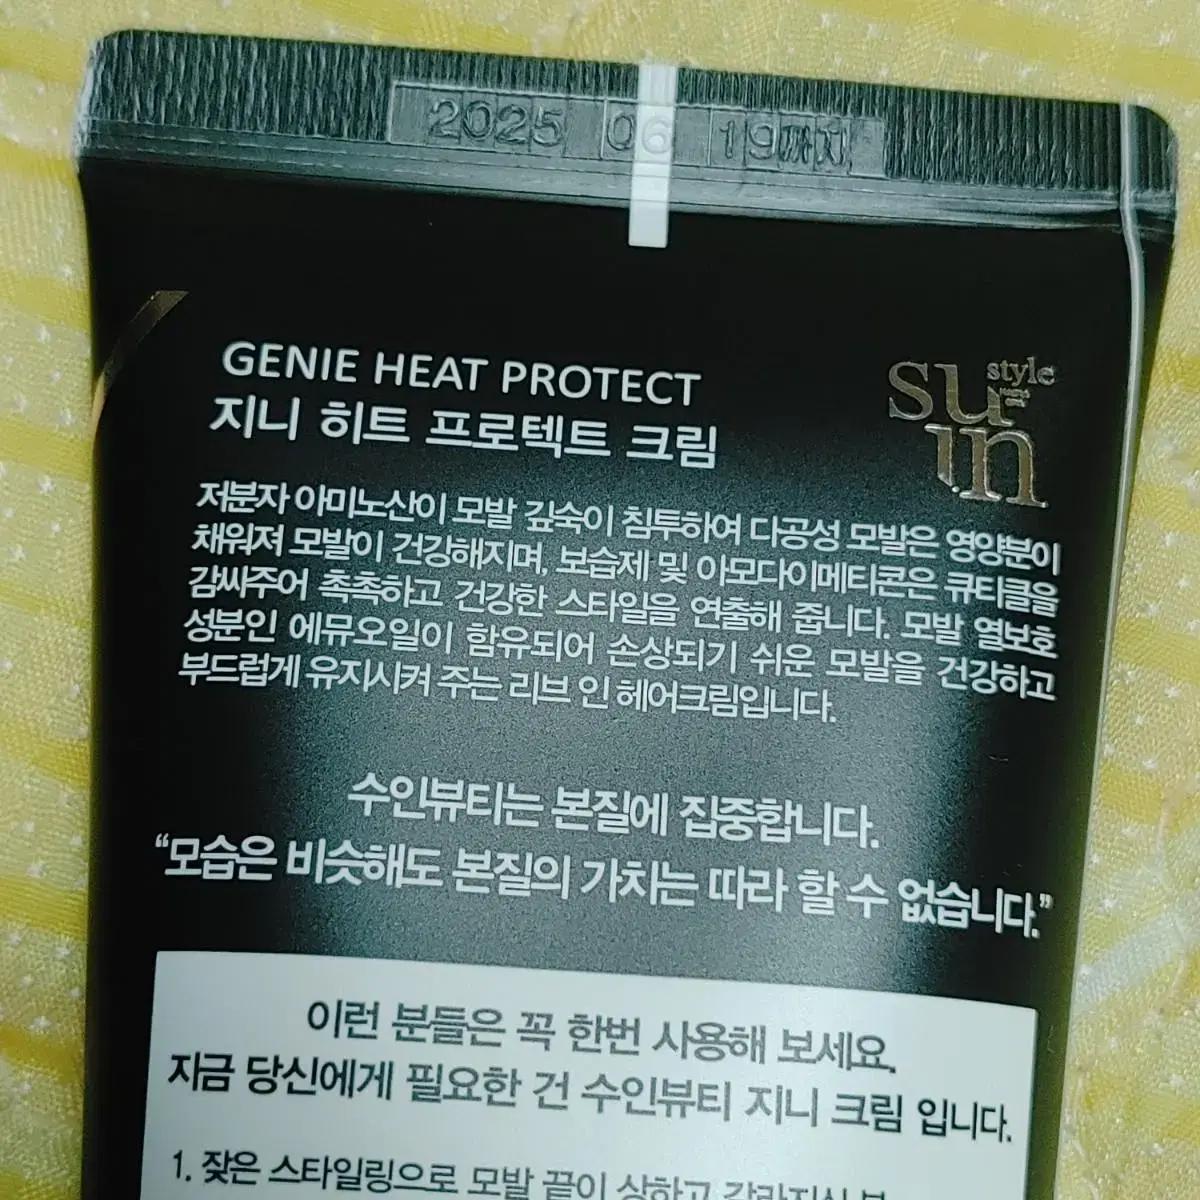 2025 06 19까지
GENIE HEAT PROTECT
지니 히트 프로텍트 크림
style
su
in
저분자 아미노산이 모발 깊숙이 침투하여 다공성 모발은 영양분이
채워져 모발이 건강해지며, 보습제 및 아모다이메티콘은 큐티클을
감싸주어 촉촉하고 건강한 스타일을 연출해 줍니다. 모발 열보호
성분인 에뮤오일이 함유되어 손상되기 쉬운 모발을 건강하고
부드럽게 유지시켜 주는 리브 인 헤어크림입니다.
수인뷰티는 본질에 집중합니다.
“모습은 비슷해도 본질의 가치는 따라 할 수 없습니다.”
이런 분들은 꼭 한번 사용해 보세요.
지금 당신에게 필요한 건 수인뷰티 지니 크림 입니다.
1. 잦은 스타일링으로 모발 끝이 상하고 갈라지신 분